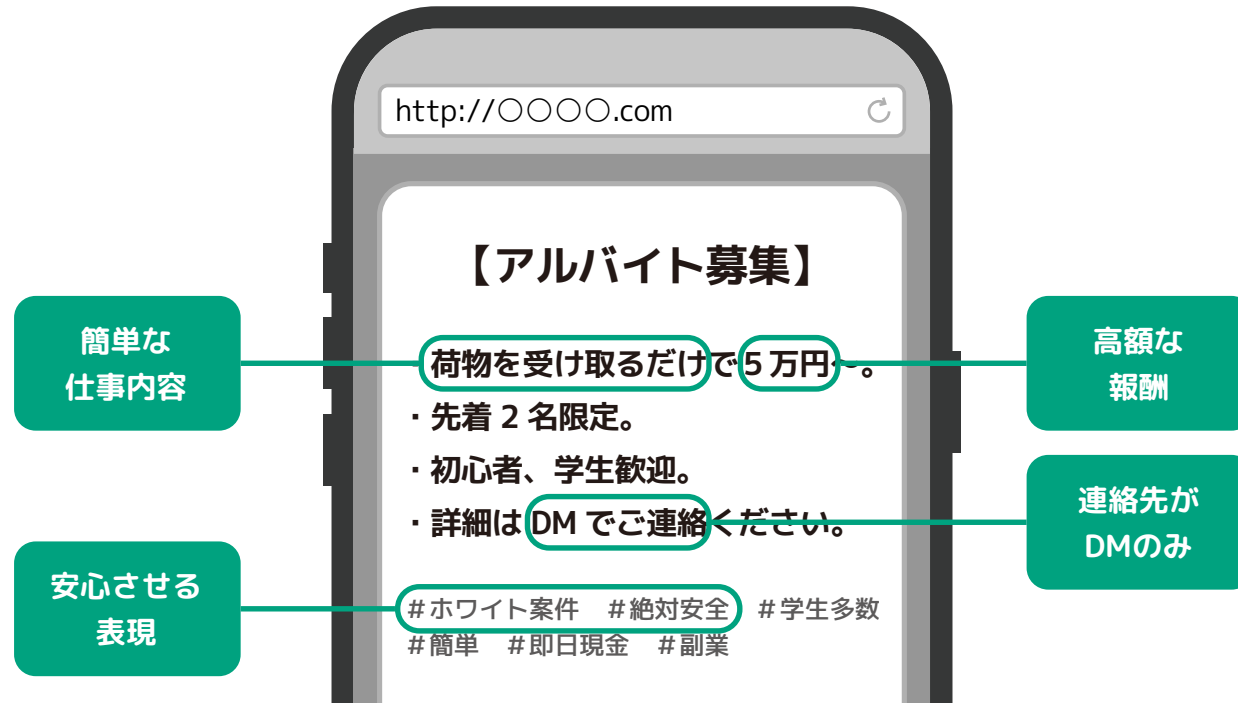 http://○○○○.com
【アルバイト募集】
・荷物を受け取るだけで5万円〜。
・先着2名限定。
・初心者、学生歓迎。
・詳細はDMでご連絡ください。
#ホワイト案件 #絶対安全 #学生多数
#簡単 #即日現金 #副業
簡単な
仕事内容
高額な
報酬
連絡先が
DMのみ
安心させる
表現